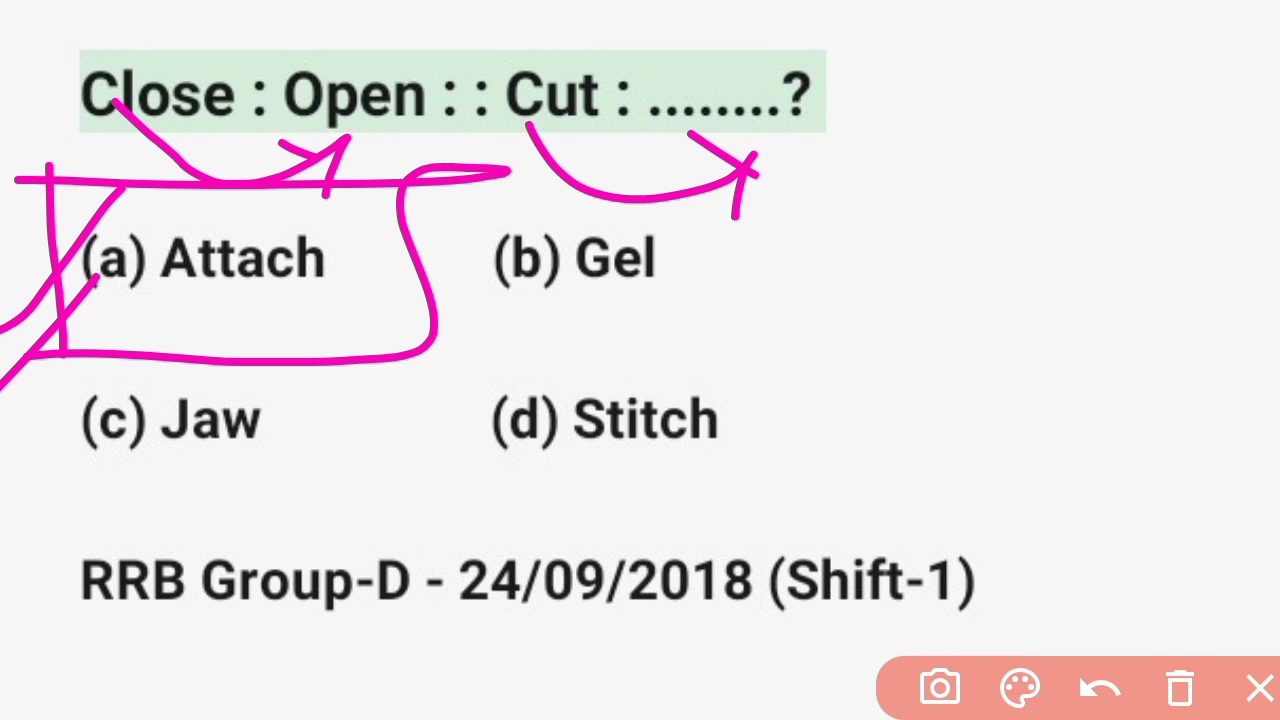 Close : Open : : Cut : ........?
(a) Attach (b) Gel
(c) Jaw (d) Stitch
RRB Group-D - 24/09/2018 (Shift-1)